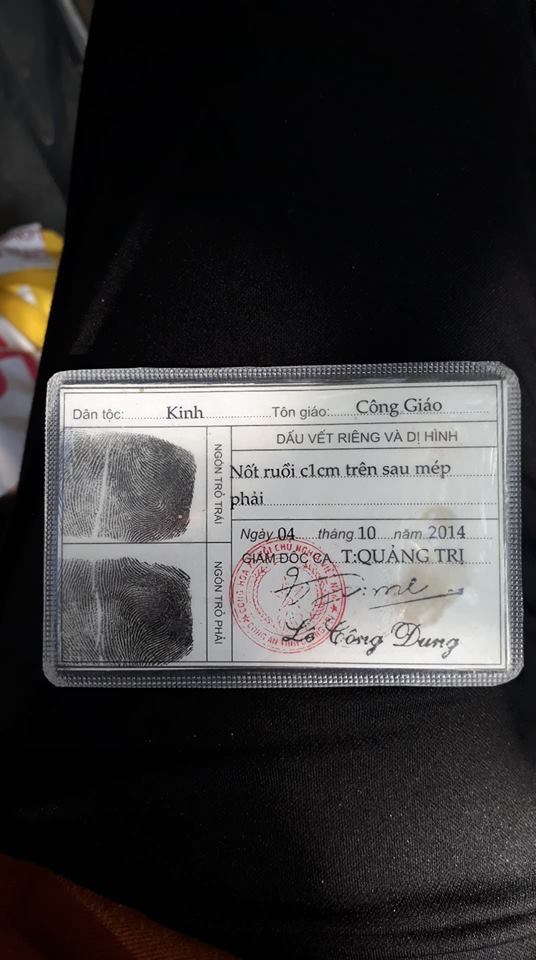 Dân tộc: Kinh Tôn giáo: Công Giáo
DẤU VẾT RIÊNG VÀ DỊ HÌNH
Nốt ruồi c1cm trên sau mép
phải
NGÓN TRỎ TRÁI
Ngày 04 tháng 10 năm 2014
GIÁM ĐỐC CA T:QUẢNG TRỊ
NGÓN TRỎ PHẢI
Công Dung